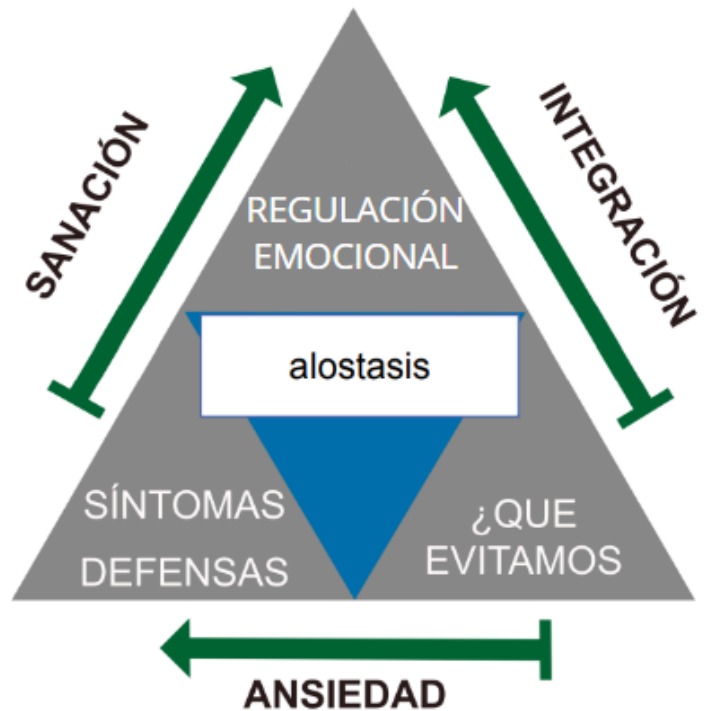 SANACIÓN
INTEGRACIÓN
REGULACIÓN
EMOCIONAL
alostasis
SÍNTOMAS
DEFENSAS
¿QUE
EVITAMOS
ANSIEDAD